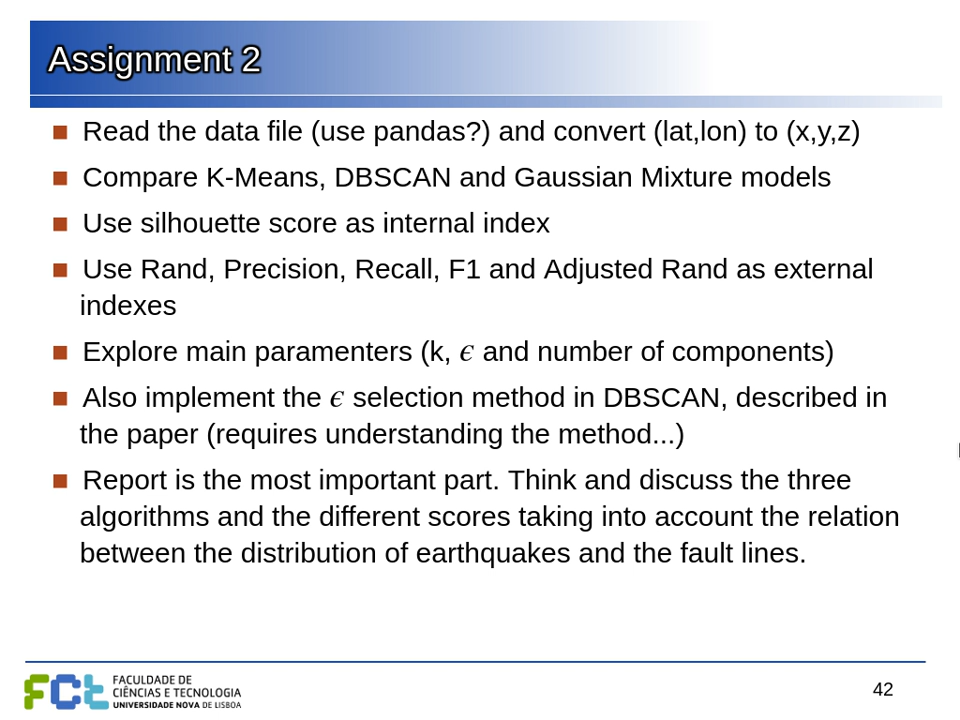 Assignment 2
Read the data file (use pandas?) and convert (lat,lon) to (x,y,z)
Compare K-Means, DBSCAN and Gaussian Mixture models
Use silhouette score as internal index
Use Rand, Precision, Recall, F1 and Adjusted Rand as external
indexes
Explore main paramenters (k, ϵ and number of components)
Also implement the ϵ selection method in DBSCAN, described in
the paper (requires understanding the method...)
Report is the most important part. Think and discuss the three
algorithms and the different scores taking into account the relation
between the distribution of earthquakes and the fault lines.
FCt
FACULDADE DE
CIÊNCIAS E TECNOLOGIA
UNIVERSIDADE NOVA DE LISBOA
42